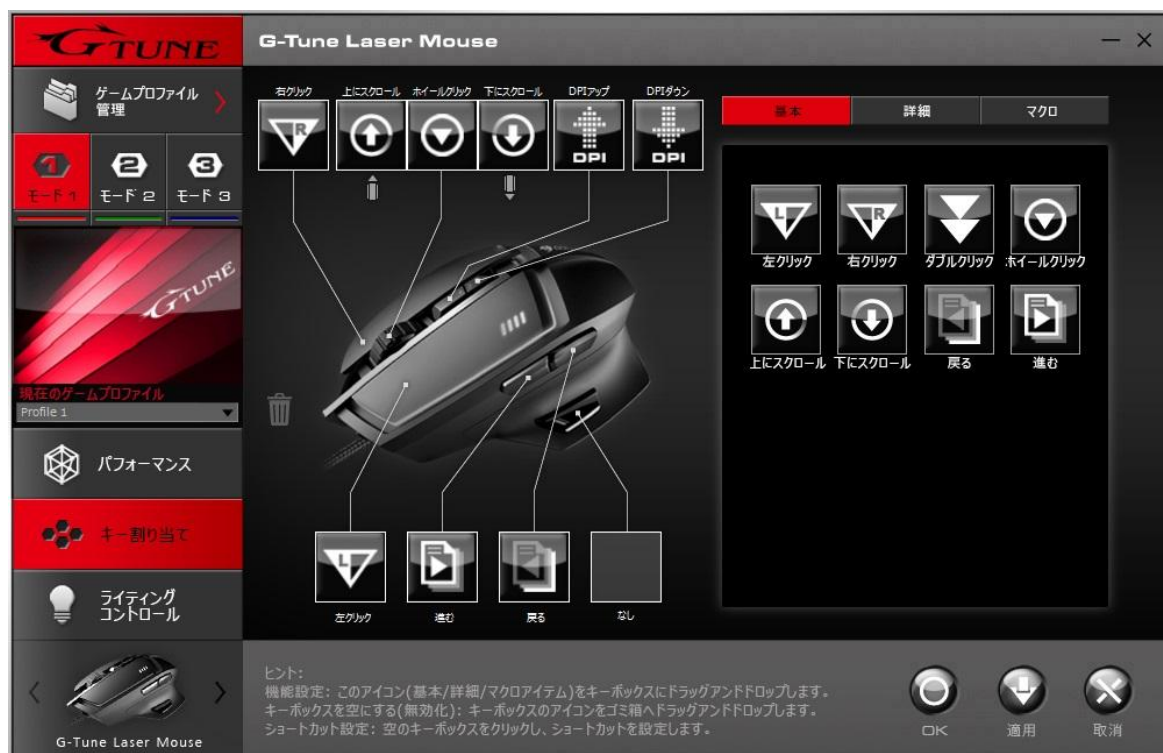 G TUNE
G-Tune Laser Mouse
ゲームプロファイル
管理
1
2
3
モード 1
モード 2
モード 3
GTUNE
現在のゲームプロファイル
Profile 1
パフォーマンス
キー割り当て
ライティング
コントロール
G-Tune Laser Mouse
右クリック
上にスクロール
ホイールクリック
下にスクロール
DPIアップ
DPIダウン
R
DPI
DPI
L
左クリック
進む
戻る
なし
基本
詳細
マクロ
L
R
左クリック
右クリック
ダブルクリック
ホイールクリック
上にスクロール
下にスクロール
戻る
進む
ヒント:
機能設定: このアイコン(基本/詳細/マクロアイテム)をキーボックスにドラッグアンドドロップします。
キーボックスを空にする(無効化): キーボックスのアイコンをゴミ箱へドラッグアンドドロップします。
ショートカット設定: 空のキーボックスをクリックし、ショートカットを設定します。
OK
適用
取消